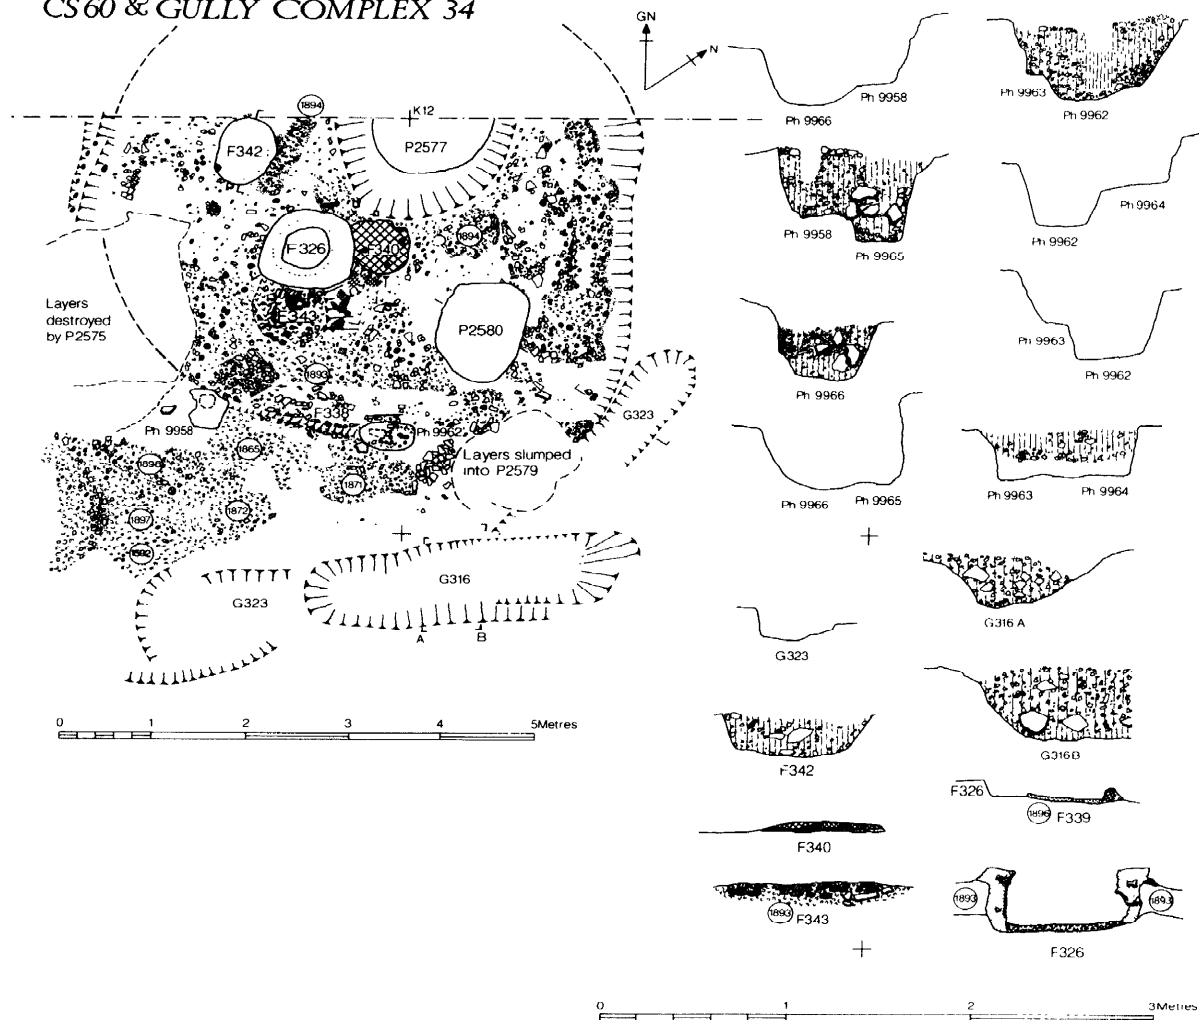 CS60 & GULLY COMPLEX 34
GN
N
1894
K12
F342
P2577
F326
F340
1894
F343
P2580
Layers
destroyed
by P2575
1893
F338
Ph 9958
Ph 9962
G323
Layers slumped
into P2579
1865
1896
1871
1872
1897
1892
G316
G323
A
B
0 1 2 3 4 5Metres
Ph 9958
Ph 9966
Ph 9963
Ph 9962
Ph 9958
Ph 9965
Ph 9964
Ph 9962
Ph 9966
Ph 9963
Ph 9962
Ph 9966
Ph 9965
Ph 9963
Ph 9964
G316 A
G323
G316B
F342
F326
1896
F339
F340
1893
F343
1893
1893
F326
0 1 2 3Metres